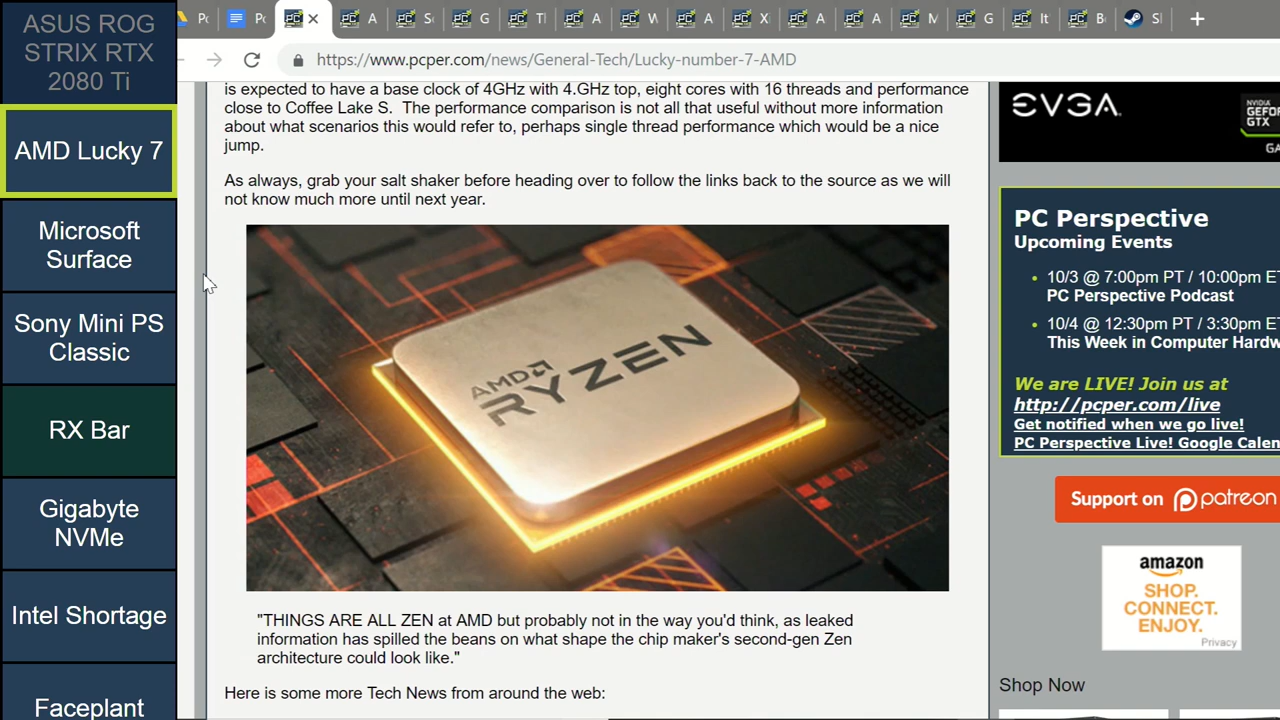 ASUS ROG
STRIX RTX
2080 Ti
AMD Lucky 7
Microsoft
Surface
Sony Mini PS
Classic
RX Bar
Gigabyte
NVMe
Intel Shortage
Faceplant
https://www.pcper.com/news/General-Tech/Lucky-number-7-AMD
is expected to have a base clock of 4GHz with 4.GHz top, eight cores with 16 threads and performance
close to Coffee Lake S.  The performance comparison is not all that useful without more information
about what scenarios this would refer to, perhaps single thread performance which would be a nice
jump.
As always, grab your salt shaker before heading over to follow the links back to the source as we will
not know much more until next year.
AMD
RYZEN
"THINGS ARE ALL ZEN at AMD but probably not in the way you'd think, as leaked
information has spilled the beans on what shape the chip maker's second-gen Zen
architecture could look like."
Here is some more Tech News from around the web:
EVGA.
NVIDIA
GEFOR
GTX
GA
PC Perspective
Upcoming Events
• 10/3 @ 7:00pm PT / 10:00pm ET
PC Perspective Podcast
• 10/4 @ 12:30pm PT / 3:30pm E
This Week in Computer Hardw
We are LIVE! Join us at
http://pcper.com/live
Get notified when we go live!
PC Perspective Live! Google Calen
Support on patreon
amazon
SHOP.
CONNECT.
ENJOY.
Privacy
Shop Now